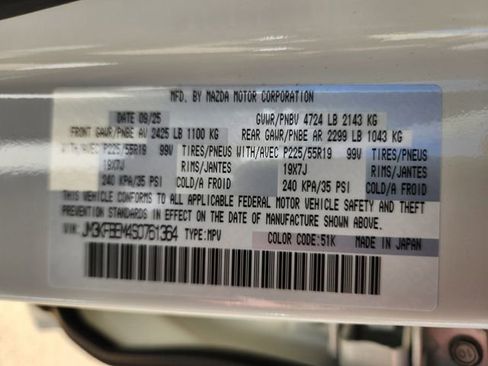 MFD. BY MAZDA MOTOR CORPORATION
DATE 09/25 GVWR/PNBV 4724 LB 2143 KG
FRONT GAWR/PNBE AV 2425 LB 1100 KG REAR GAWR/PNBE AR 2299 LB 1043 KG
WITH/AVEC P225/55R19 99V TIRES/PNEUS WITH/AVEC P225/55R19 99V TIRES/PNEUS
19X7J RIMS/JANTES 19X7J RIMS/JANTES
240 KPA/35 PSI COLD/A FROID 240 KPA/35 PSI COLD/A FROID
THIS VEHICLE CONFORMS TO ALL APPLICABLE FEDERAL MOTOR VEHICLE SAFETY AND THEFT
PREVENTION STANDARDS IN EFFECT ON THE DATE OF MANUFACTURE SHOWN ABOVE.
VIN: JM3KFBEM4S0761364 TYPE:MPV COLOR CODE:51K MADE IN JAPAN